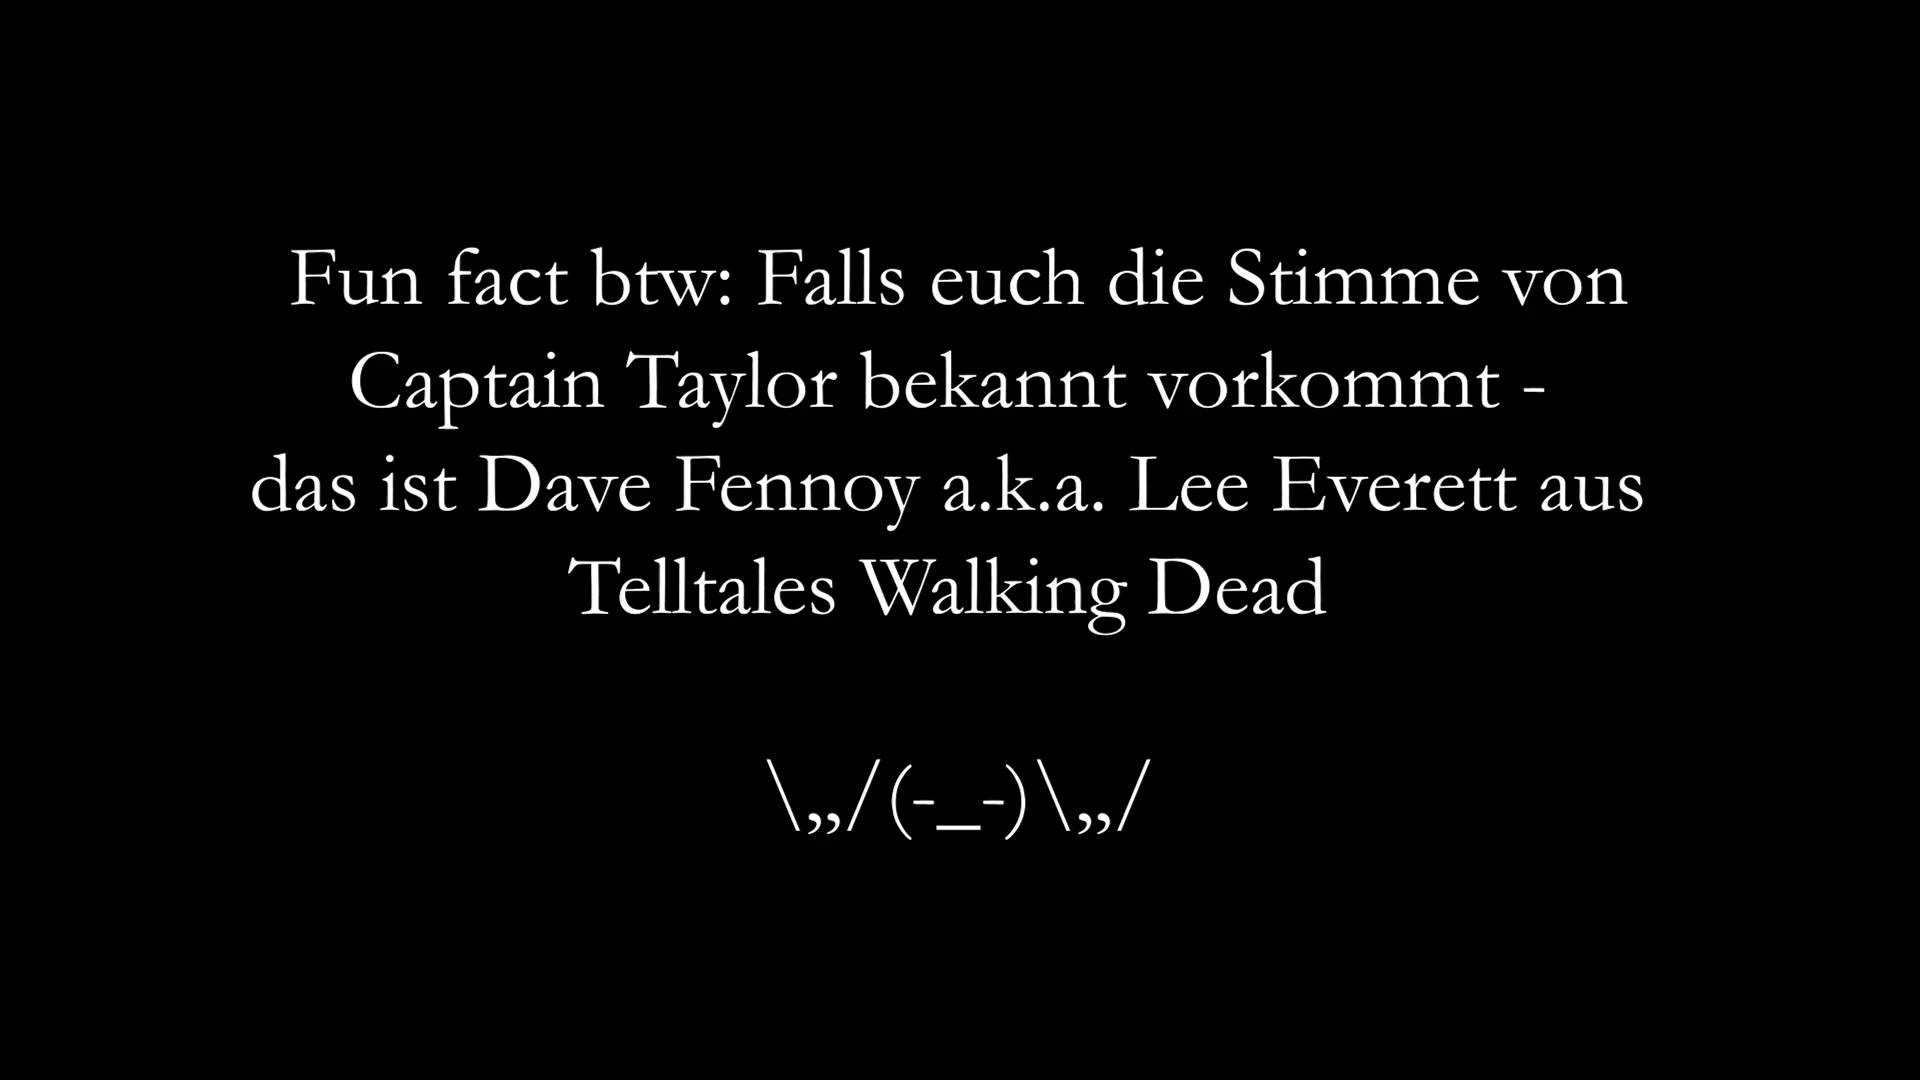 Fun fact btw: Falls euch die Stimme von
Captain Taylor bekannt vorkommt -
das ist Dave Fennoy a.k.a. Lee Everett aus
Telltales Walking Dead
\,,/(-_-)\,,/